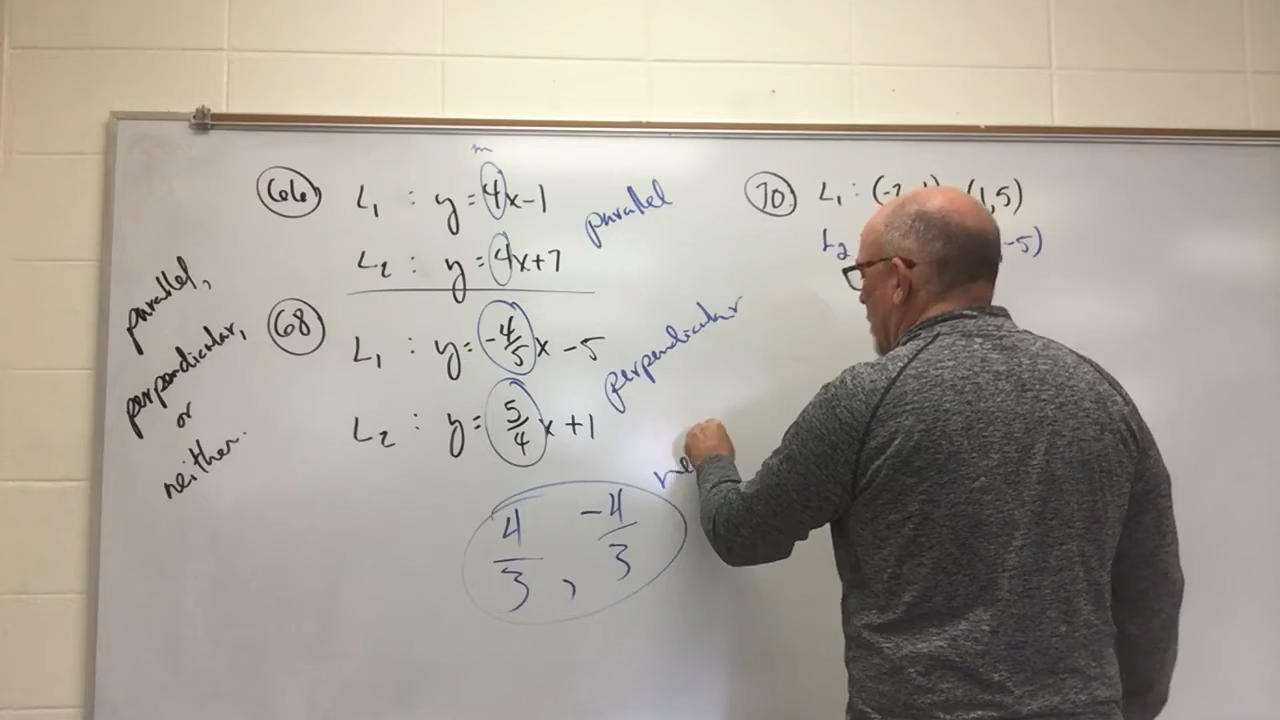 parallel,
perpendicular,
or
neither.
m
66 L₁ : y = 4x - 1
L₂ : y = 4x + 7
parallel
68 L₁ : y = -4/5 x - 5
L₂ : y = 5/4 x + 1
perpendicular
4/3 , -4/3
ne
70. L₁ : (1,5)
L₂ -5)